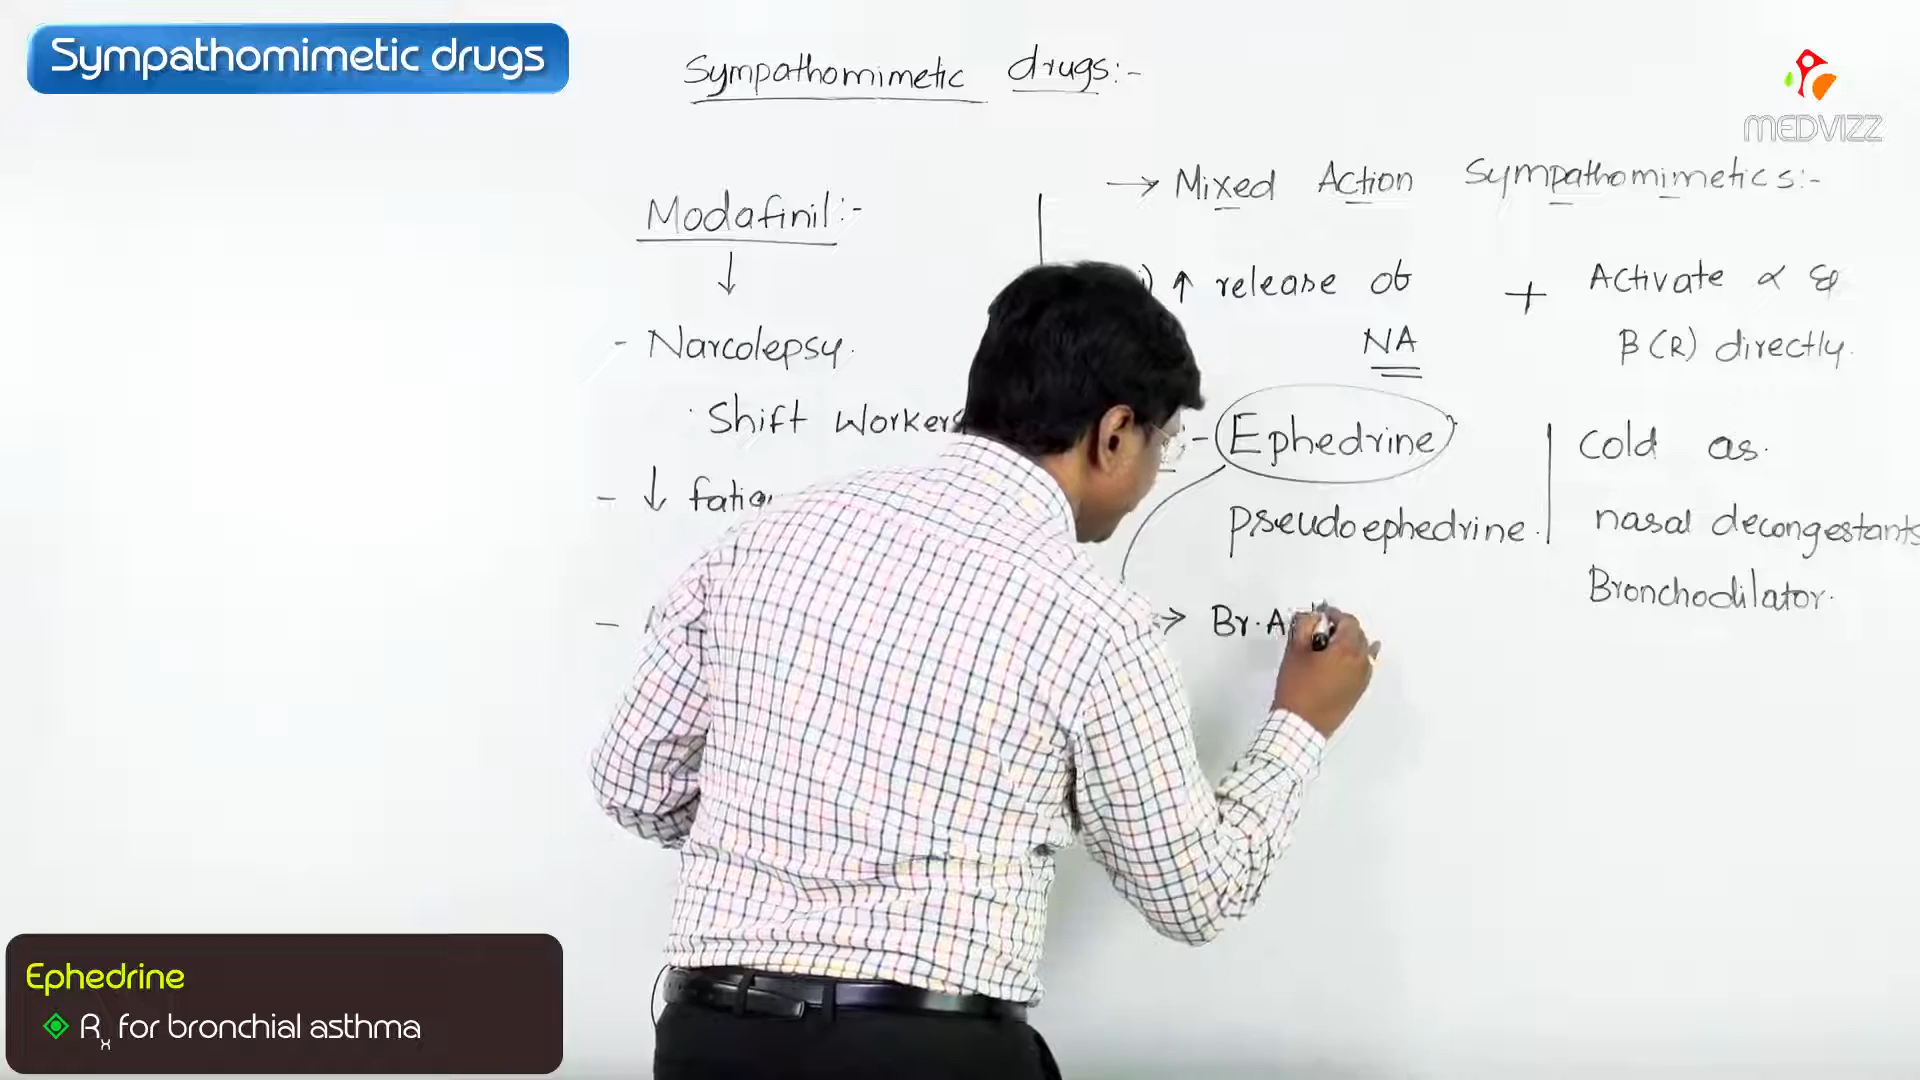 Sympathomimetic drugs
Sympathomimetic drugs:-
MEDVIZZ
Modafinil:-
↓
- Narcolepsy.
Shift workers
- ↓
-
→ Mixed Action Sympathomimetics:-
) ↑ release of NA
+
Activate α &
β(R) directly.
:- Ephedrine
pseudoephedrine.
cold as.
nasal decongestants
Bronchodilator.
→ Br.A
Ephedrine
Rx for bronchial asthma